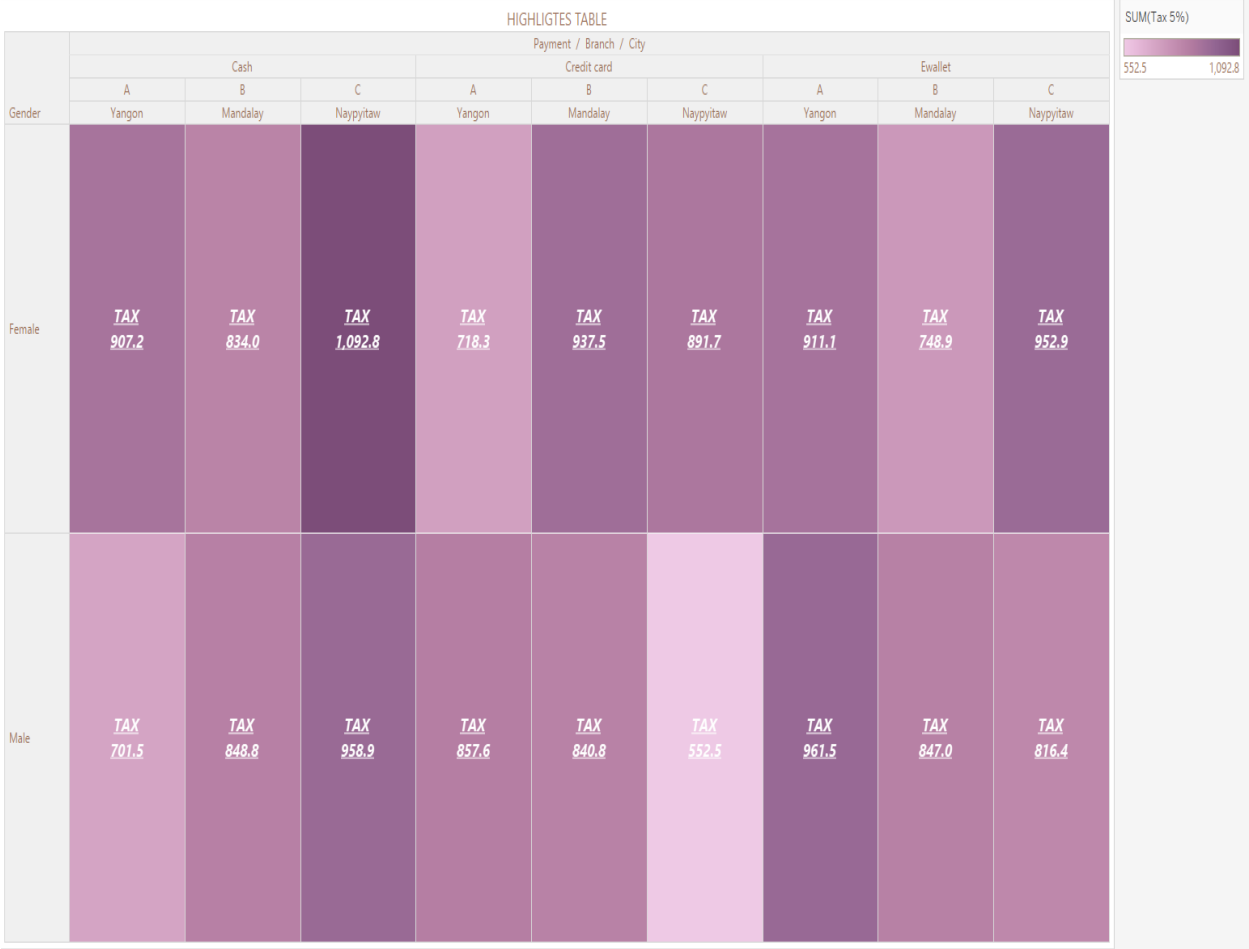 HIGHLIGTES TABLE
SUM(Tax 5%)
552.5 1,092.8
Payment / Branch / City
Cash Credit card Ewallet
A B C A B C A B C
Gender Yangon Mandalay Naypyitaw Yangon Mandalay Naypyitaw Yangon Mandalay Naypyitaw
TAX TAX TAX TAX TAX TAX TAX TAX TAX
Female
907.2 834.0 1,092.8 718.3 937.5 891.7 911.1 748.9 952.9
TAX TAX TAX TAX TAX TAX TAX TAX TAX
Male
701.5 848.8 958.9 857.6 840.8 552.5 961.5 847.0 816.4